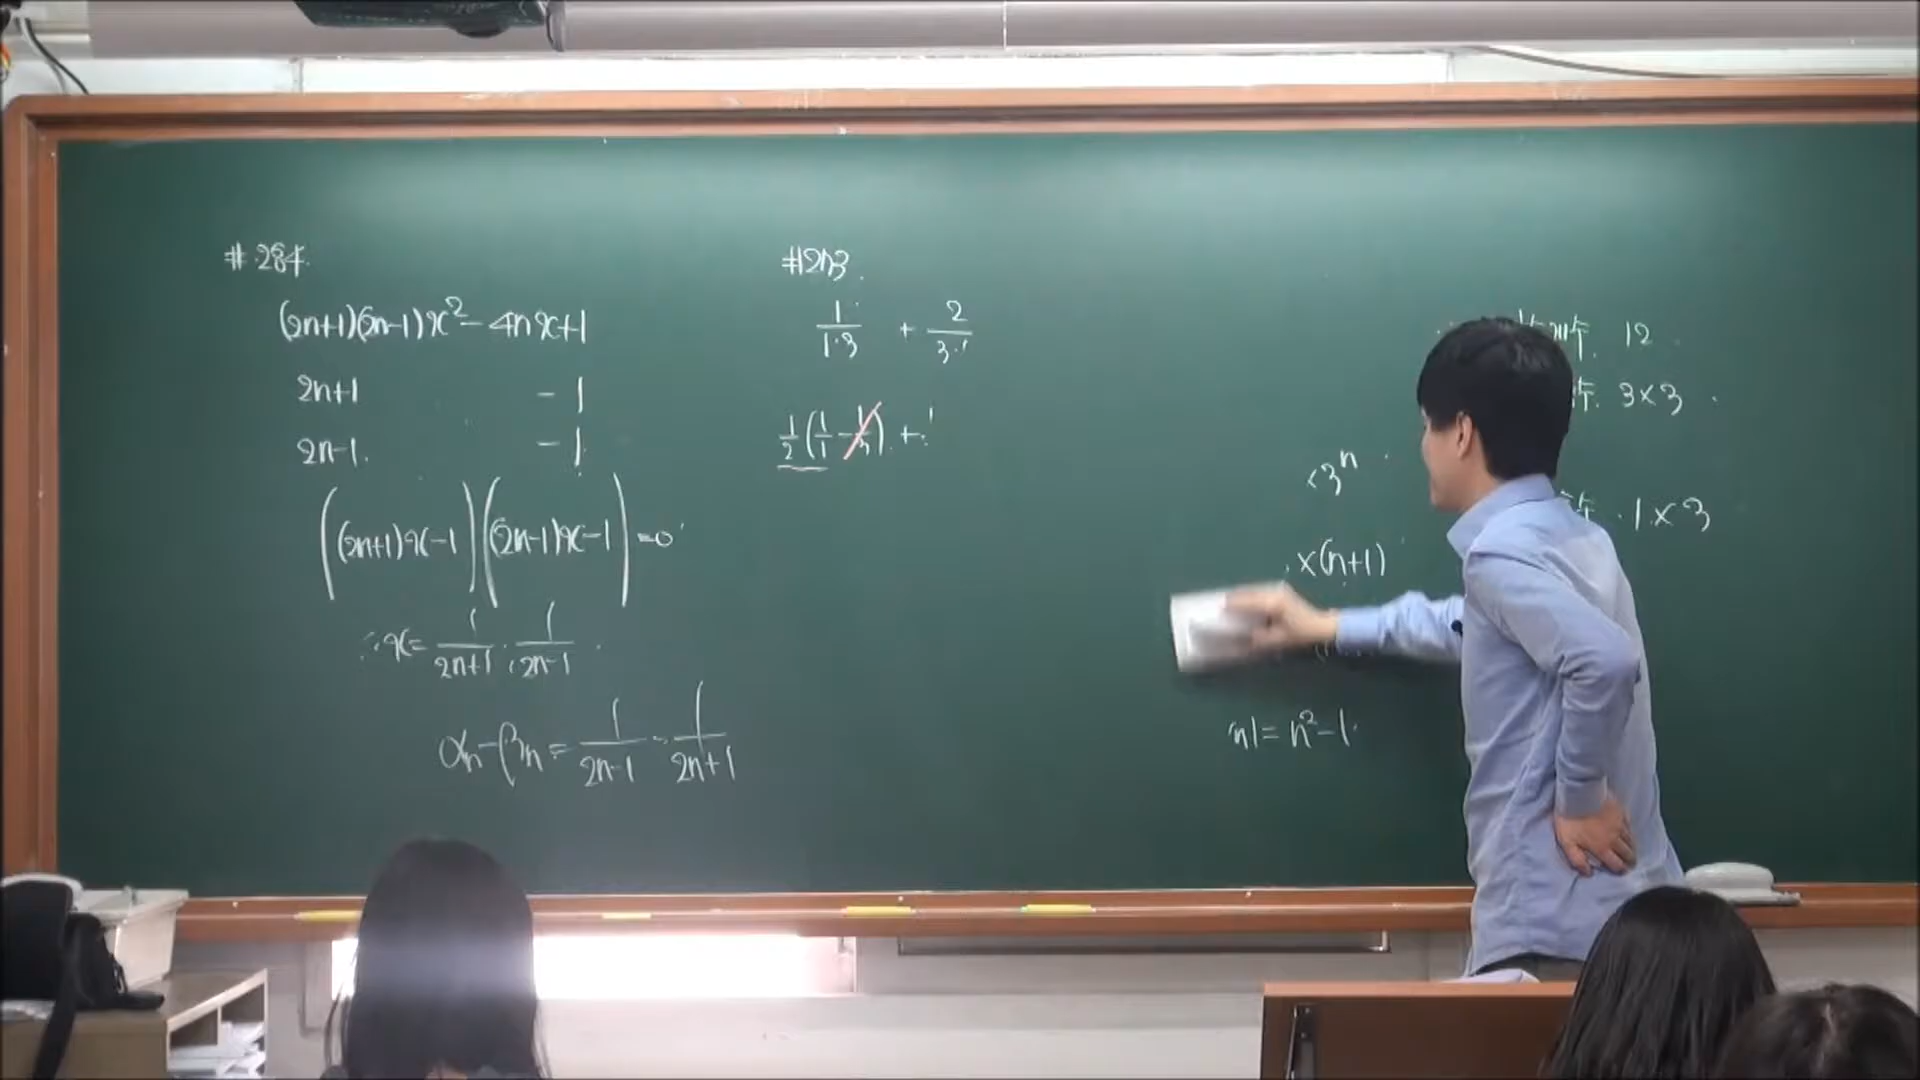 #284.
(2n+1)(2n-1)x² - 4nx+1
2n+1 -1
2n-1. -1
((2n+1)x-1)((2n-1)x-1)=0
∴x= 1/(2n+1), 1/(2n-1)
αn-βn= 1/(2n-1) - 1/(2n+1)
1/(1·3) + 2/3·
1/2(1/1 - 1/3) +
12
3×3
<3ⁿ
1×3
×(n+1)
n²-1